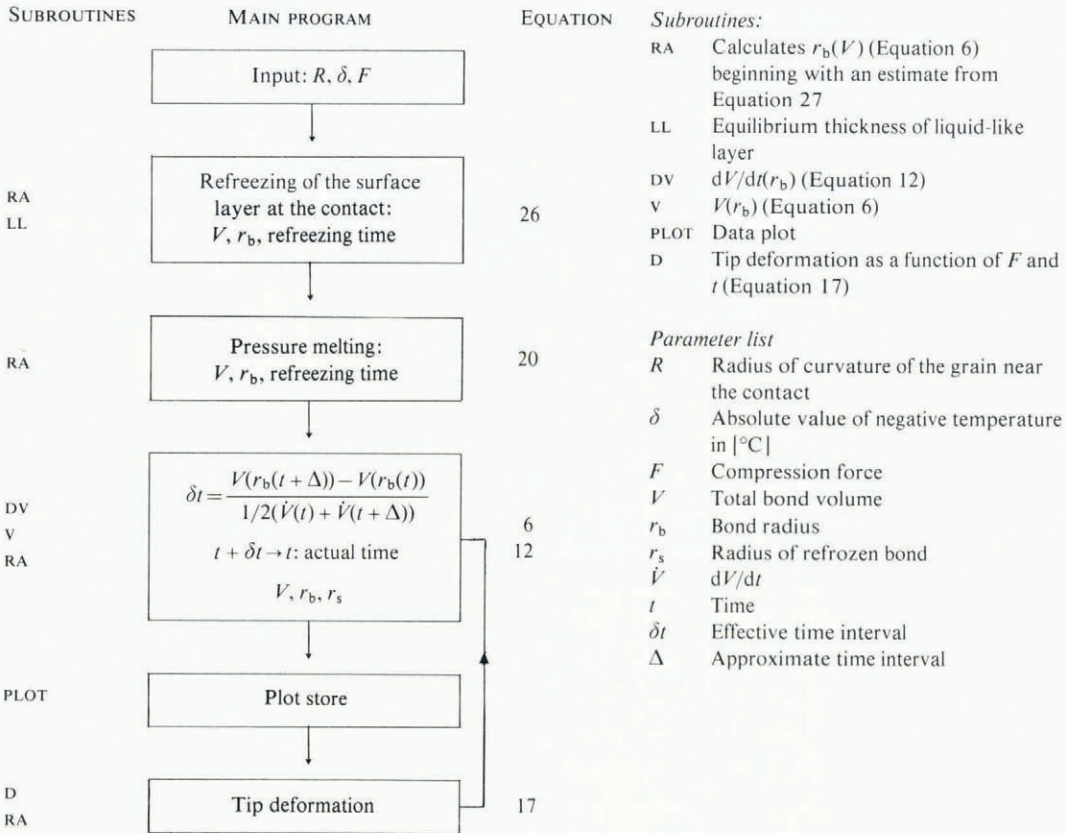 SUBROUTINES MAIN PROGRAM EQUATION
Input: R, δ, F
RA
LL
Refreezing of the surface
layer at the contact:
V, r_b, refreezing time
26
RA
Pressure melting:
V, r_b, refreezing time
20
DV
V
RA
δt = V(r_b(t + Δ)) − V(r_b(t)) / 1/2(V̇(t) + V̇(t + Δ))
t + δt → t: actual time
V, r_b, r_s
6
12
PLOT
Plot store
D
RA
Tip deformation
17
Subroutines:
RA Calculates r_b(V) (Equation 6)
beginning with an estimate from
Equation 27
LL Equilibrium thickness of liquid-like
layer
DV dV/dt(r_b) (Equation 12)
V V(r_b) (Equation 6)
PLOT Data plot
D Tip deformation as a function of F and
t (Equation 17)
Parameter list
R Radius of curvature of the grain near
the contact
δ Absolute value of negative temperature
in |°C|
F Compression force
V Total bond volume
r_b Bond radius
r_s Radius of refrozen bond
V̇ dV/dt
t Time
δt Effective time interval
Δ Approximate time interval